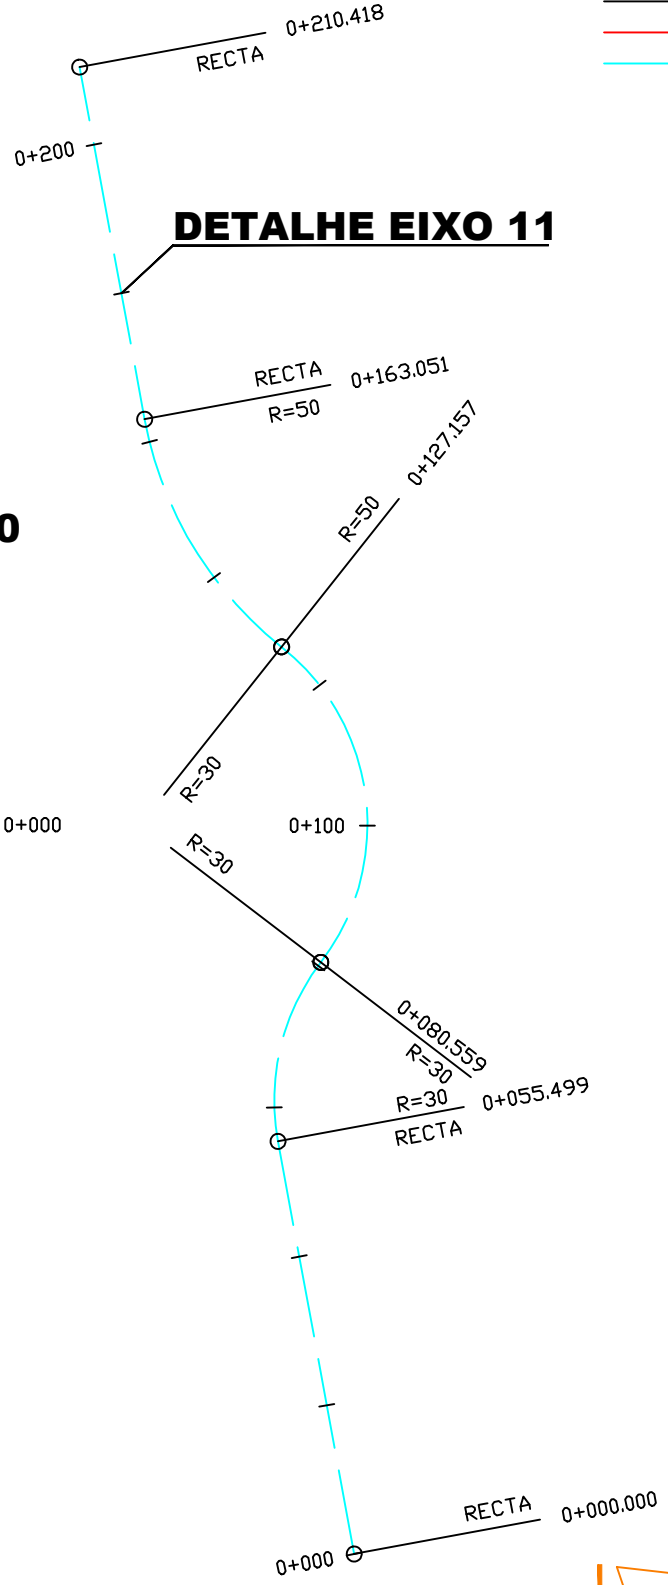 0+210.418
RECTA
0+200
DETALHE EIXO 11
RECTA
0+163.051
R=50
0+127.157
R=50
0
R=30
0+000
0+100
R=30
0+080.559
R=30
R=30
0+055.499
RECTA
RECTA
0+000.000
0+000